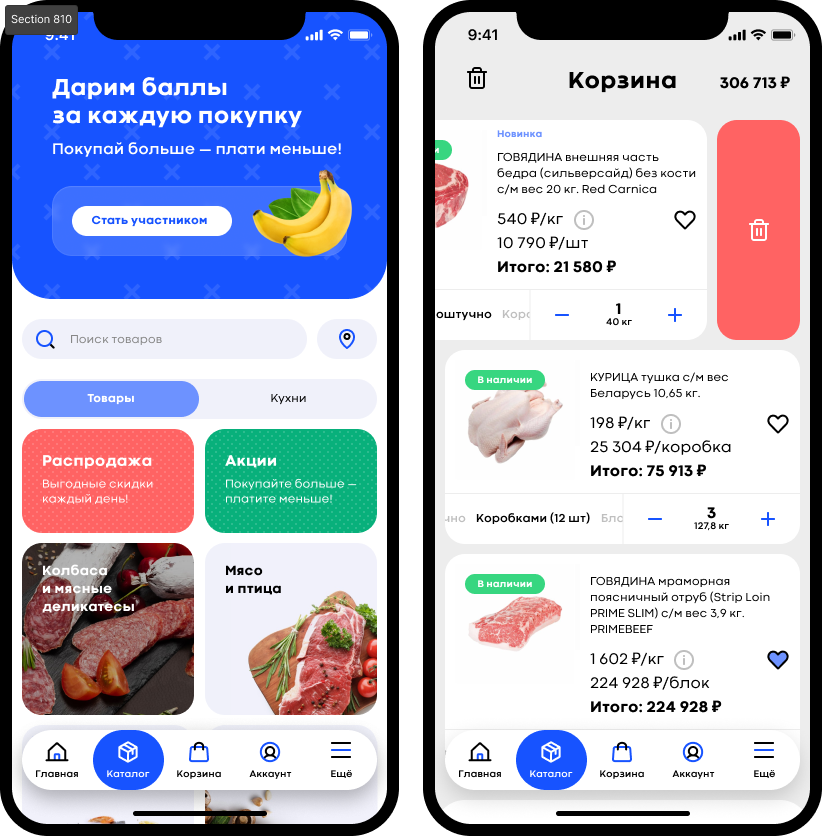 Section 810
9:41
Дарим баллы
за каждую покупку
Покупай больше — плати меньше!
Стать участником
Поиск товаров
Товары
Кухни
Распродажа
Выгодные скидки
каждый день!
Акции
Покупайте больше —
платите меньше!
Колбаса
и мясные
деликатесы
Мясо
и птица
Главная
Каталог
Корзина
Аккаунт
Ещё
9:41
Корзина
306 713 ₽
Новинка
ГОВЯДИНА внешняя часть
бедра (сильверсайд) без кости
с/м вес 20 кг. Red Carnica
540 ₽/кг
10 790 ₽/шт
Итого: 21 580 ₽
оштучно
Коро
1
40 кг
В наличии
КУРИЦА тушка с/м вес
Беларусь 10,65 кг.
198 ₽/кг
25 304 ₽/коробка
Итого: 75 913 ₽
чно
Коробками (12 шт)
Бло
3
127,8 кг
В наличии
ГОВЯДИНА мраморная
поясничный отруб (Strip Loin
PRIME SLIM) с/м вес 3,9 кг.
PRIMEBEEF
1 602 ₽/кг
224 928 ₽/блок
Итого: 224 928 ₽
Главная
Каталог
Корзина
Аккаунт
Ещё